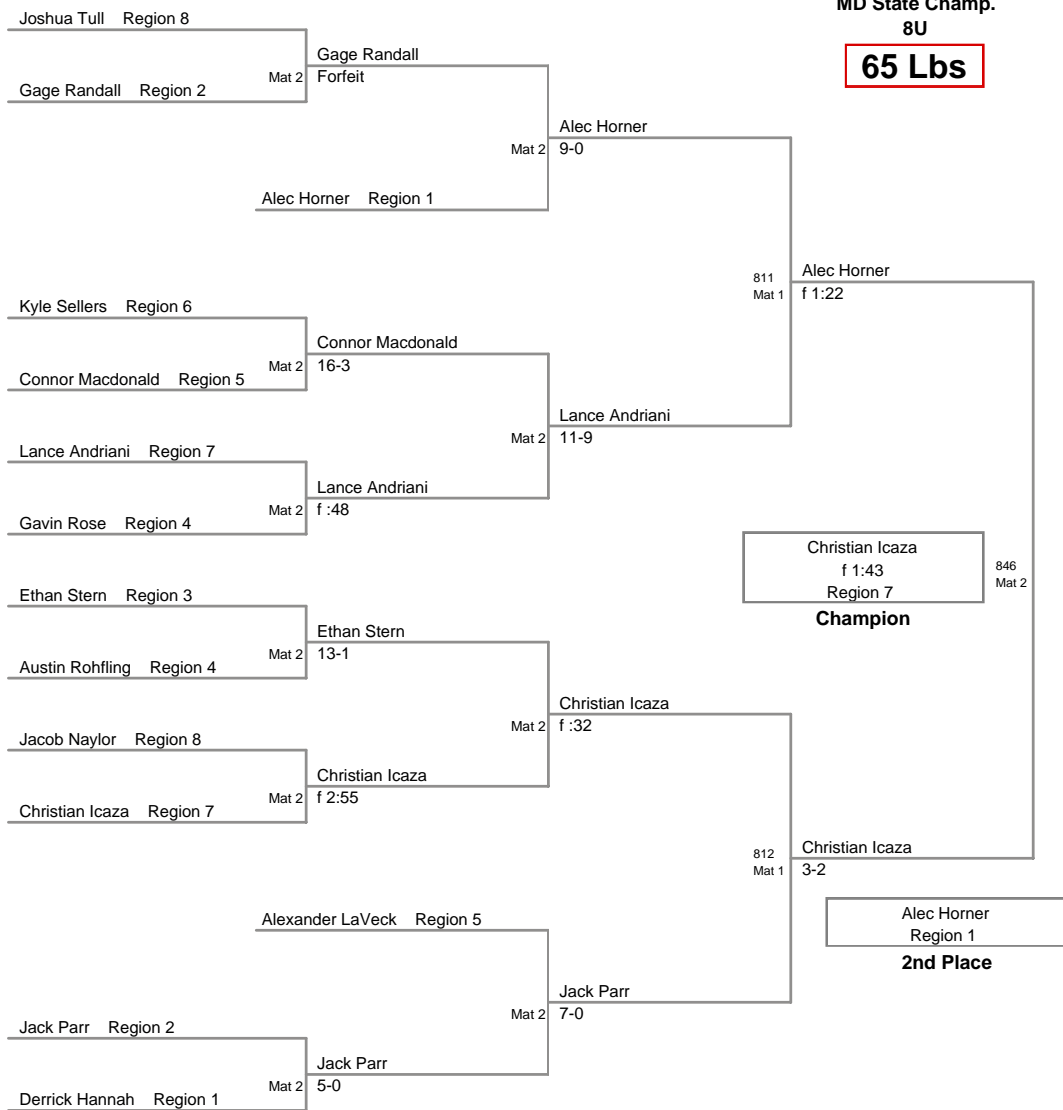 MD State Champ.
8U
65 Lbs
Joshua Tull Region 8
Gage Randall
Mat 2 Forfeit
Gage Randall Region 2
Alec Horner
Mat 2 9-0
Alec Horner Region 1
811 Alec Horner
Mat 1 f 1:22
Kyle Sellers Region 6
Connor Macdonald
Mat 2 16-3
Connor Macdonald Region 5
Lance Andriani
Mat 2 11-9
Lance Andriani Region 7
Lance Andriani
Mat 2 f :48
Gavin Rose Region 4
Christian Icaza
f 1:43
Region 7
846
Mat 2
Champion
Ethan Stern Region 3
Ethan Stern
Mat 2 13-1
Austin Rohfling Region 4
Christian Icaza
Mat 2 f :32
Jacob Naylor Region 8
Christian Icaza
Mat 2 f 2:55
Christian Icaza Region 7
812 Christian Icaza
Mat 1 3-2
Alexander LaVeck Region 5
Alec Horner
Region 1
2nd Place
Jack Parr
Mat 2 7-0
Jack Parr Region 2
Jack Parr
Mat 2 5-0
Derrick Hannah Region 1